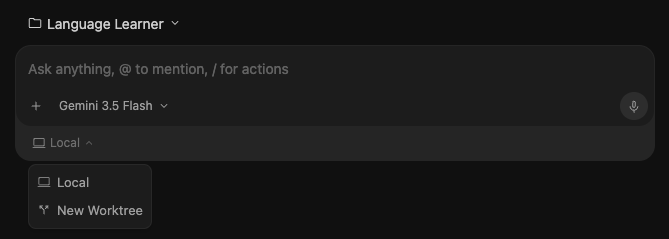 Language Learner
Ask anything, @ to mention, / for actions
Gemini 3.5 Flash
Local
Local
New Worktree